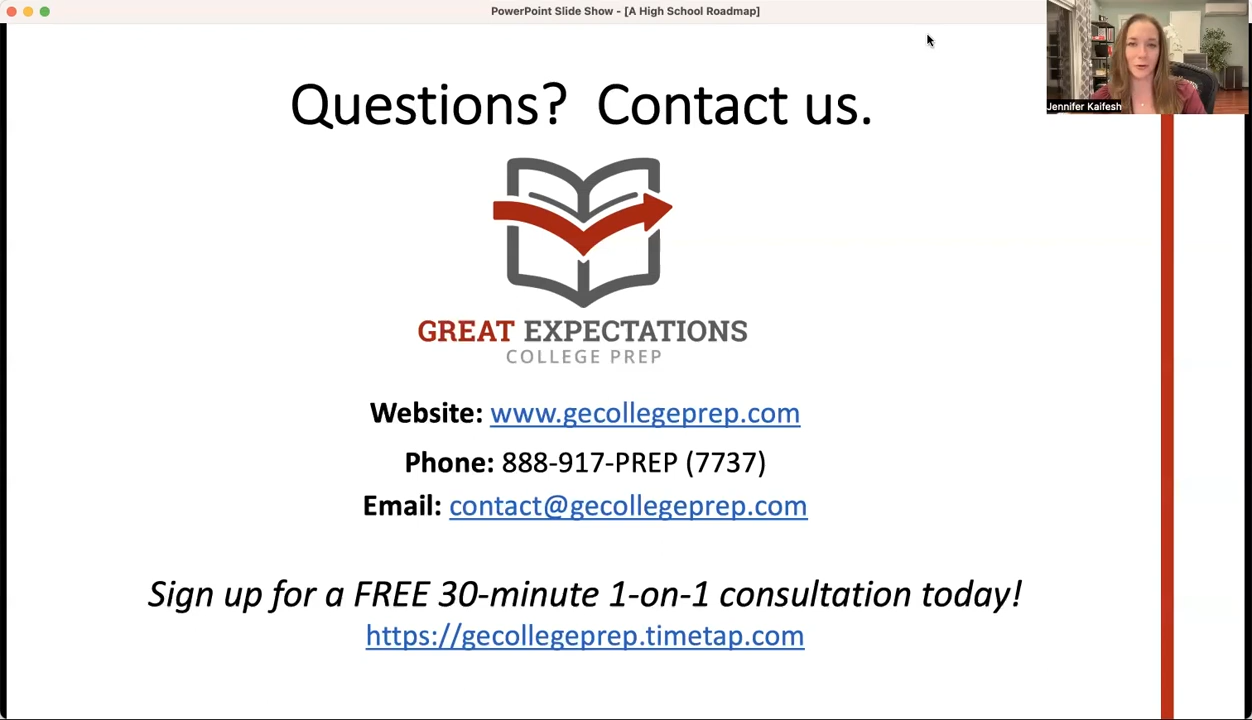 PowerPoint Slide Show - [A High School Roadmap]
Jennifer Kaifesh
Questions? Contact us.
GREAT EXPECTATIONS
COLLEGE PREP
Website: www.gecollegeprep.com
Phone: 888-917-PREP (7737)
Email: contact@gecollegeprep.com
Sign up for a FREE 30-minute 1-on-1 consultation today!
https://gecollegeprep.timetap.com